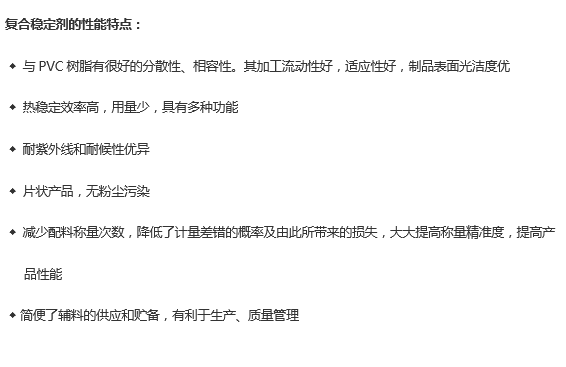 复合稳定剂的性能特点：
◆ 与 PVC 树脂有很好的分散性、相容性。其加工流动性好，适应性好，制品表面光洁度优
◆ 热稳定效率高，用量少，具有多种功能
◆ 耐紫外线和耐候性优异
◆ 片状产品，无粉尘污染
◆ 减少配料称量次数，降低了计量差错的概率及由此所带来的损失，大大提高称量精准度，提高产
品性能
◆ 简便了辅料的供应和贮备，有利于生产、质量管理